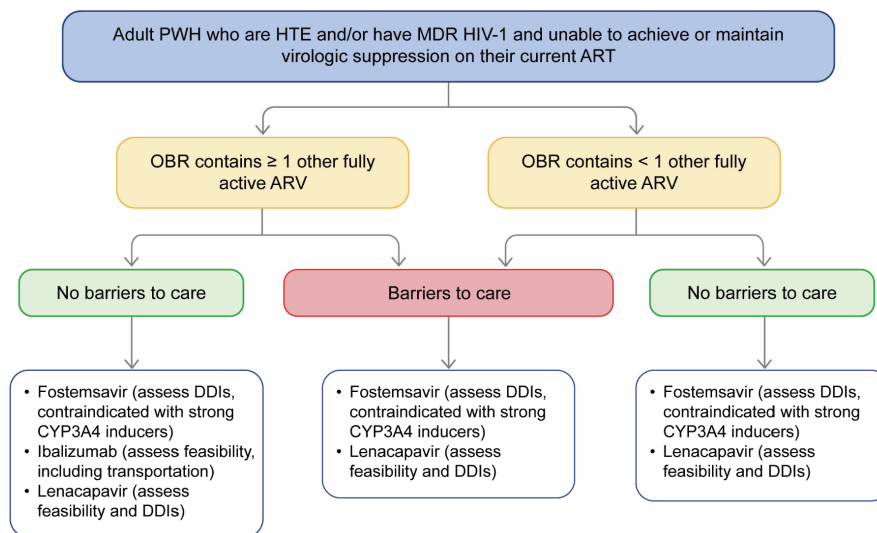 Adult PWH who are HTE and/or have MDR HIV-1 and unable to achieve or maintain
virologic suppression on their current ART
OBR contains ≥ 1 other fully
active ARV
OBR contains < 1 other fully
active ARV
No barriers to care
Barriers to care
No barriers to care
• Fostemsavir (assess DDIs,
contraindicated with strong
CYP3A4 inducers)
• Ibalizumab (assess feasibility,
including transportation)
• Lenacapavir (assess
feasibility and DDIs)
• Fostemsavir (assess DDIs,
contraindicated with strong
CYP3A4 inducers)
• Lenacapavir (assess
feasibility and DDIs)
• Fostemsavir (assess DDIs,
contraindicated with strong
CYP3A4 inducers)
• Lenacapavir (assess
feasibility and DDIs)